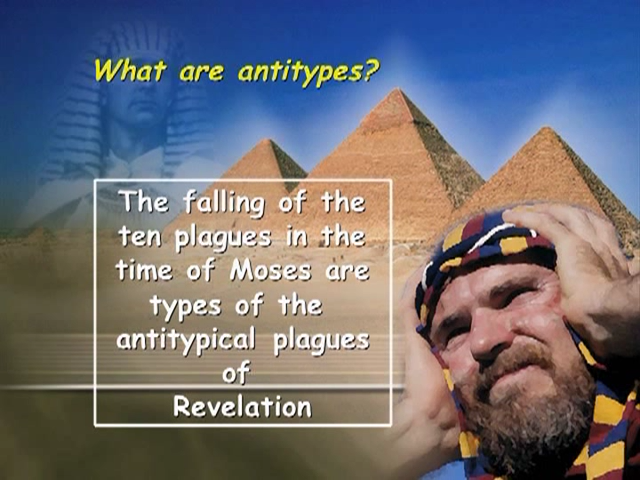 What are antitypes?
The falling of the
ten plagues in the
time of Moses are
types of the
antitypical plagues
of
Revelation